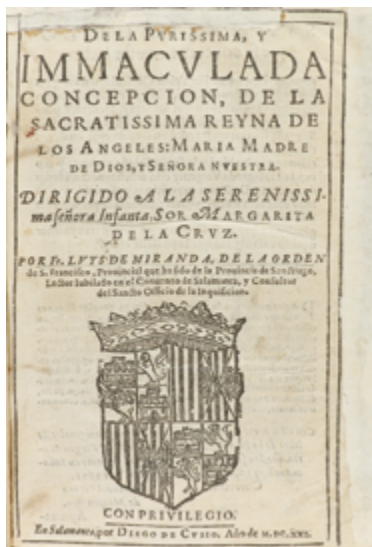 DE LA PVRISSIMA, Y
IMMACVLADA
CONCEPCION, DE LA
SACRATISSIMA REYNA DE
LOS ANGELES: MARIA MADRE
DE DIOS, Y SEÑORA NVESTRA.
DIRIGIDO A LA SERENISSI-
ma señora Infanta, SOR MARGARITA
DE LA CRVZ.
POR Fr. LVYS DE MIRANDA, DE LA ORDEN
de S. Francisco, Provincial que ha sido de la Provincia de Sanctiago,
Lector Iubilado en el Convento de Salamanca, y Consultor
del Sancto Officio de la Inquisicion.
CON PRIVILEGIO.
En Salamanca, por DIEGO DE CVSIO. Año de M.DC.XXI.